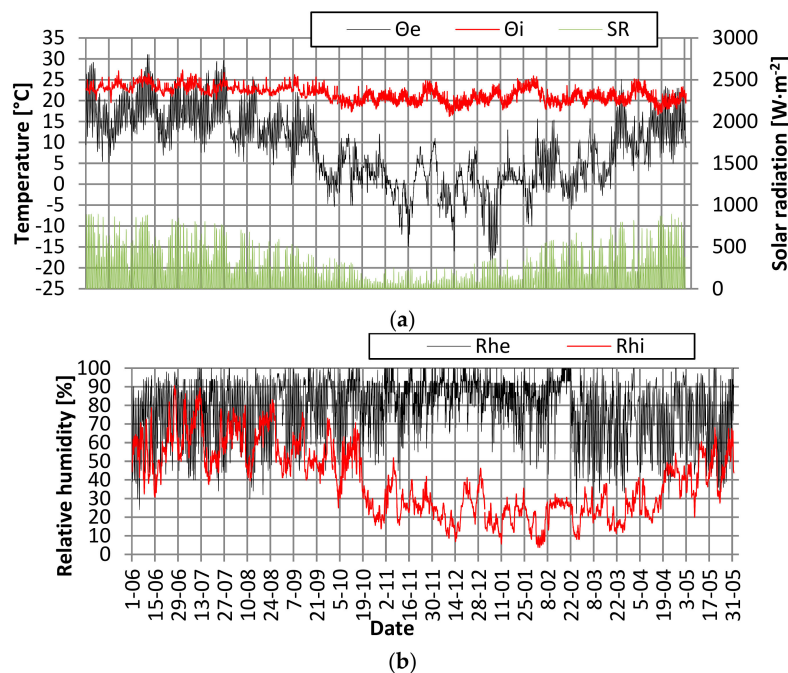 Θe Θi SR
35 3000
30
25 2500
20 2000
15
10 1500
5
0
-5 1000
-10
-15 500
-20
-25 0
Temperature [°C]
Solar radiation [W·m-2]
(a)
Rhe Rhi
100
90
80
70
60
50
40
30
20
10
0
Relative humidity [%]
1-06 15-06 29-06 13-07 27-07 10-08 24-08 7-09 21-09 5-10 19-10 2-11 16-11 30-11 14-12 28-12 11-01 25-01 8-02 22-02 8-03 22-03 5-04 19-04 3-05 17-05 31-05
Date
(b)